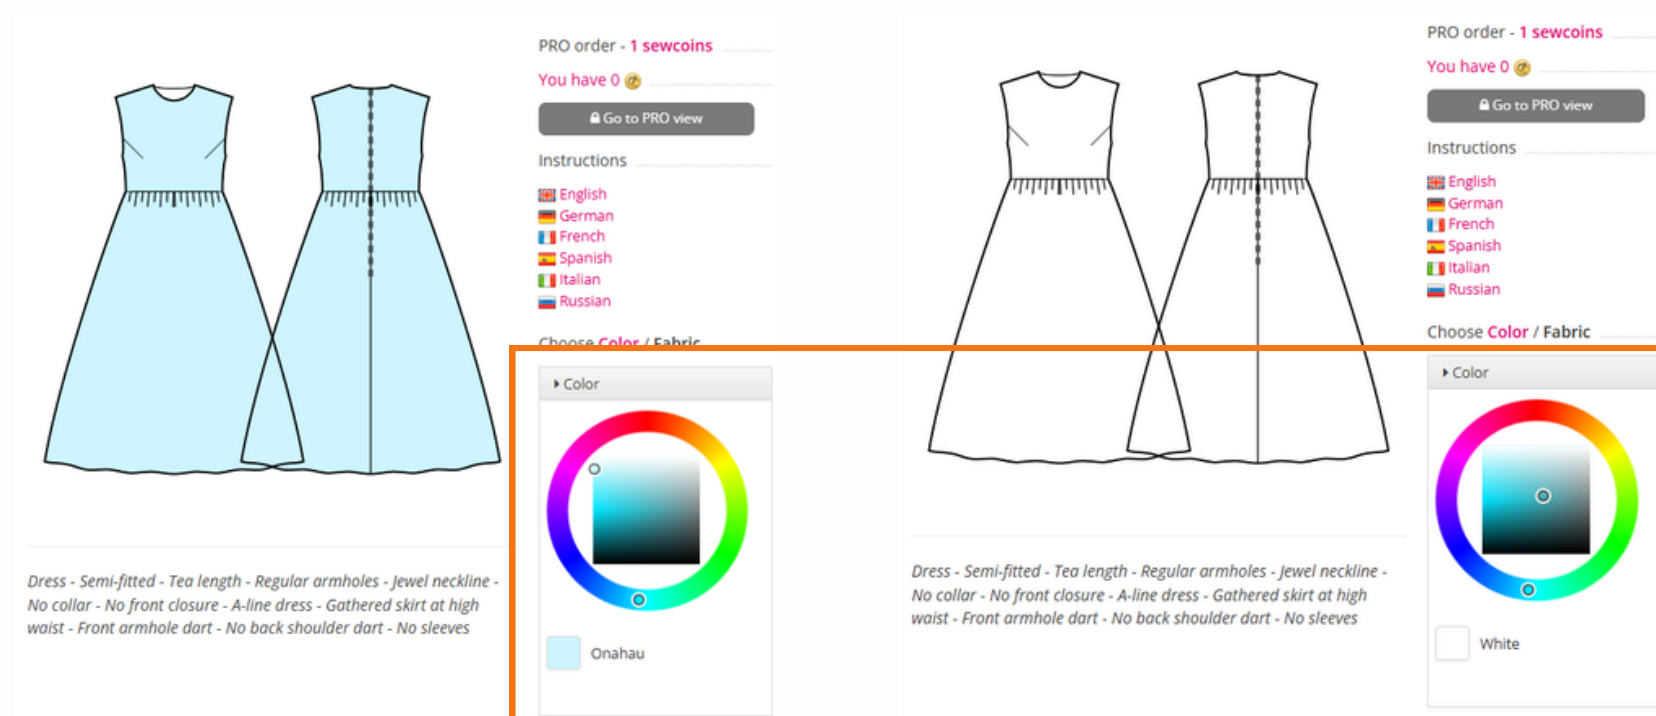 PRO order - 1 sewcoins
You have 0
Go to PRO view
Instructions
English
German
French
Spanish
Italian
Russian
Choose Color / Fabric
Color
Onahau
Dress - Semi-fitted - Tea length - Regular armholes - Jewel neckline -
No collar - No front closure - A-line dress - Gathered skirt at high
waist - Front armhole dart - No back shoulder dart - No sleeves
PRO order - 1 sewcoins
You have 0
Go to PRO view
Instructions
English
German
French
Spanish
Italian
Russian
Choose Color / Fabric
Color
White
Dress - Semi-fitted - Tea length - Regular armholes - Jewel neckline -
No collar - No front closure - A-line dress - Gathered skirt at high
waist - Front armhole dart - No back shoulder dart - No sleeves